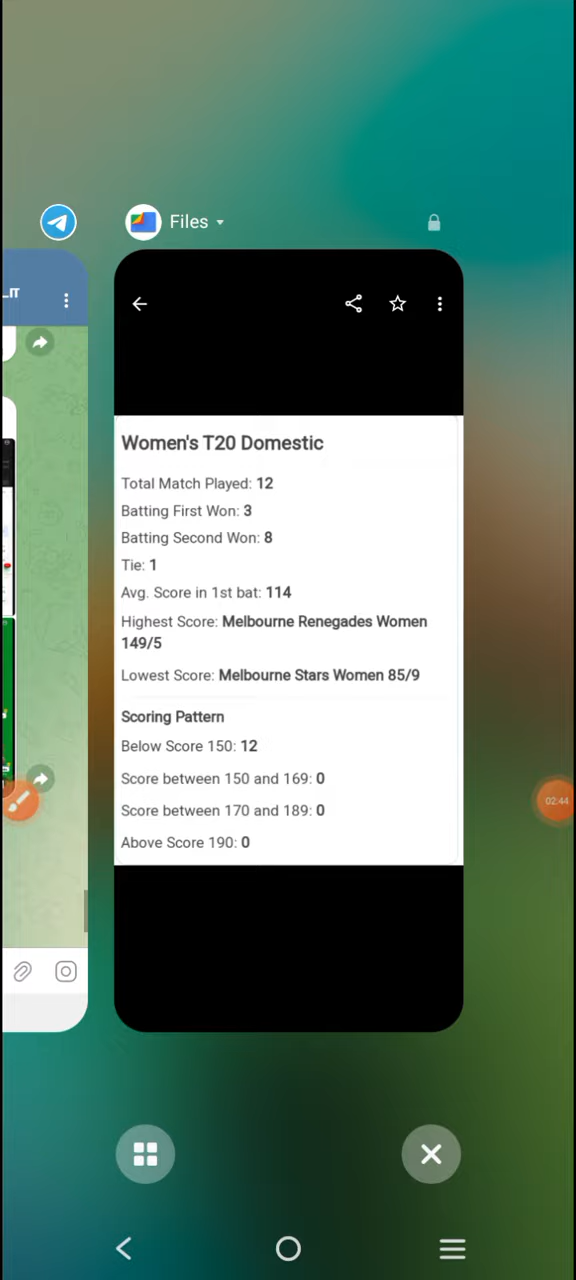 Files
_IT
Women's T20 Domestic
Total Match Played: 12
Batting First Won: 3
Batting Second Won: 8
Tie: 1
Avg. Score in 1st bat: 114
Highest Score: Melbourne Renegades Women
149/5
Lowest Score: Melbourne Stars Women 85/9
Scoring Pattern
Below Score 150: 12
Score between 150 and 169: 0
Score between 170 and 189: 0
Above Score 190: 0
02:44